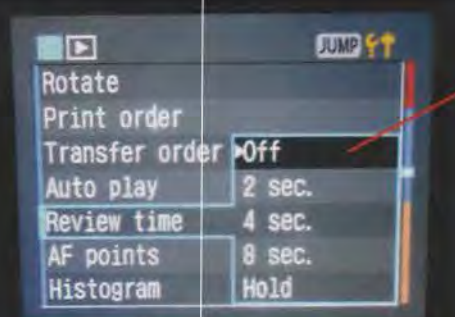 JUMP
Rotate
Print order
Transfer order Off
Auto play 2 sec.
Review time 4 sec.
AF points 8 sec.
Histogram Hold